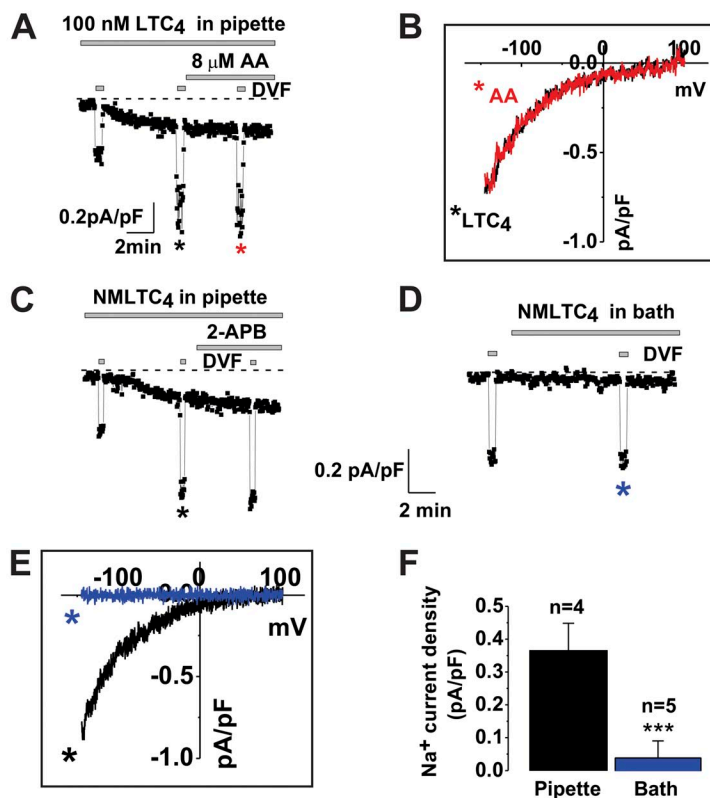 A
100 nM LTC4 in pipette
8 µM AA
DVF
0.2pA/pF
2min
*
*
B
-100
0
100
0.0
mV
* AA
-0.5
*LTC4
-1.0
pA/pF
C
NMLTC4 in pipette
2-APB
DVF
*
D
NMLTC4 in bath
DVF
0.2 pA/pF
2 min
*
E
-100
0
100
0.0
*
mV
-0.5
*
-1.0
pA/pF
F
Na+ current density
(pA/pF)
0.5
0.4
0.3
0.2
0.1
0.0
n=4
n=5
***
Pipette
Bath